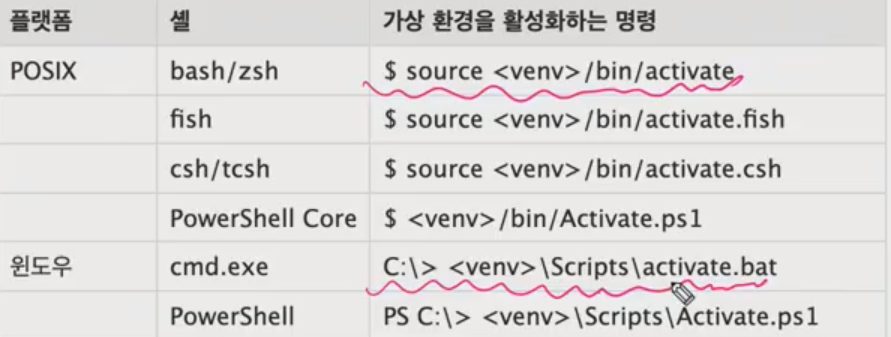 플랫폼 셸 가상 환경을 활성화하는 명령
POSIX bash/zsh $ source <venv>/bin/activate
fish $ source <venv>/bin/activate.fish
csh/tcsh $ source <venv>/bin/activate.csh
PowerShell Core $ <venv>/bin/Activate.ps1
윈도우 cmd.exe C:\> <venv>\Scripts\activate.bat
PowerShell PS C:\> <venv>\Scripts\Activate.ps1